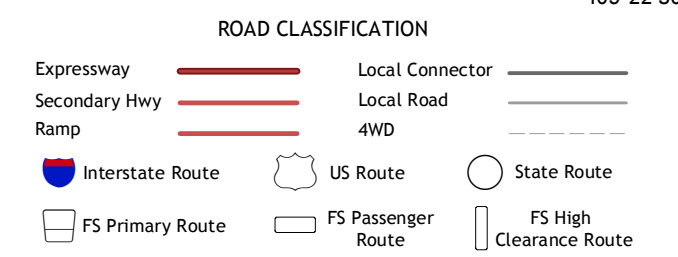 ROAD CLASSIFICATION
Expressway
Local Connector
Secondary Hwy
Local Road
Ramp
4WD
Interstate Route
US Route
State Route
FS Primary Route
FS Passenger
Route
FS High
Clearance Route